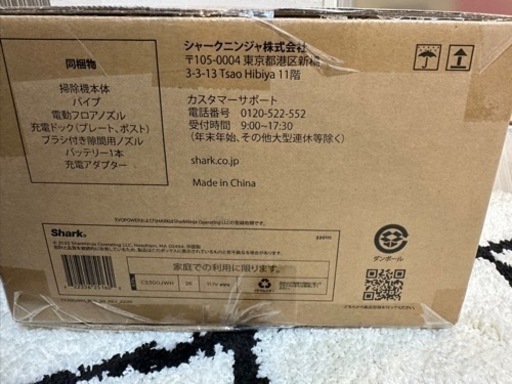 同梱物
掃除機本体
パイプ
電動フロアノズル
充電ドック(プレート、ポスト)
ブラシ付き隙間用ノズル
バッテリー1本
充電アダプター
シャークニンジャ株式会社
〒105-0004 東京都港区新橋
3-3-13 Tsao Hibiya 11階
カスタマーサポート
電話番号 0120-522-552
受付時間 9:00~17:30
(年末年始、その他大型連休等除く)
shark.co.jp
Made in China
Shark®
家庭での利用に限ります。
ダンボール